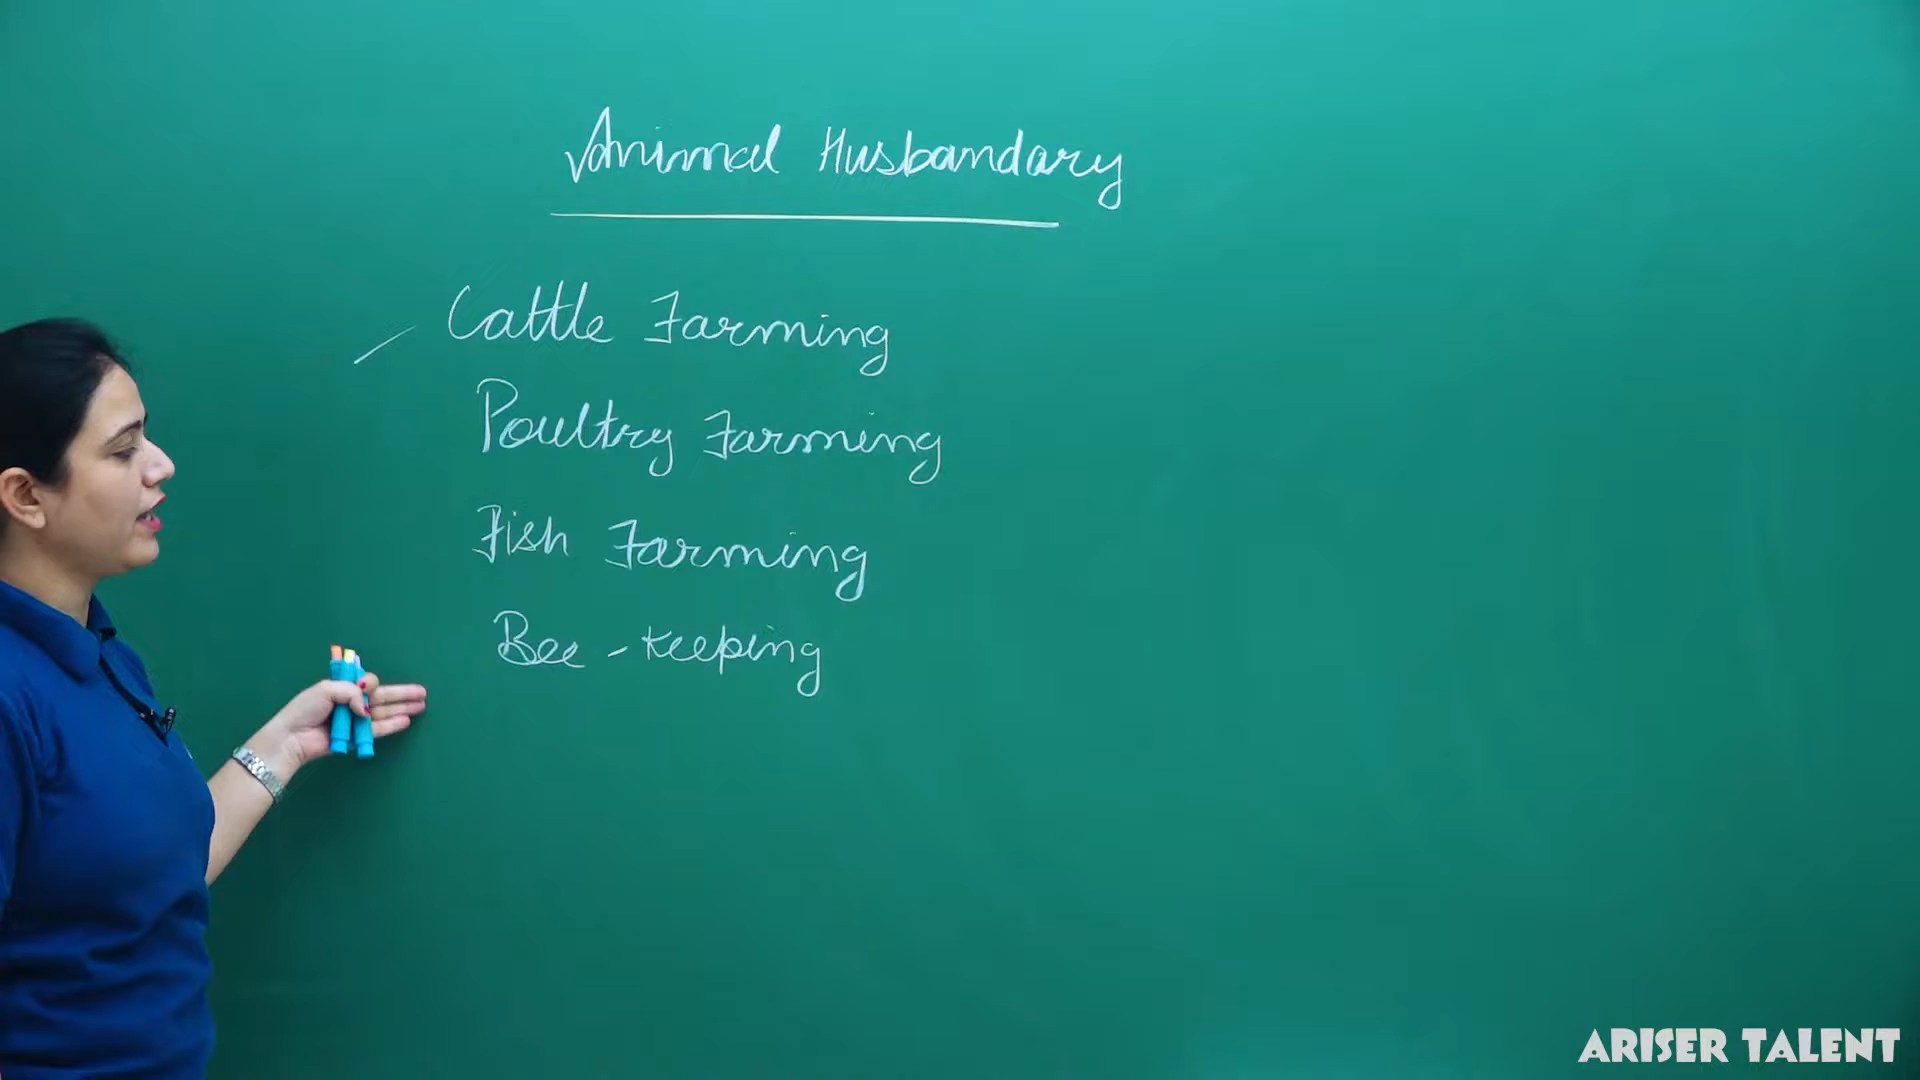 Animal Husbandary
Cattle Farming
Poultry Farming
Fish Farming
Bee - Keeping
ARISER TALENT